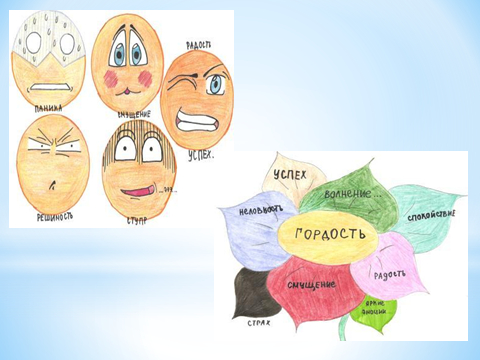 РАДОСТЬ
ПАНИКА
СМУЩЕНИЕ
УСПЕХ.
РЕШИМОСТЬ
СТУПР
УСПЕХ
ВОЛНЕНИЕ...
НЕЛОВКОСТЬ
СПОКОЙСТВИЕ
ГОРДОСТЬ
РАДОСТЬ
СМУЩЕНИЕ
ЯРКИЕ
ЭМОЦИИ
СТРАХ